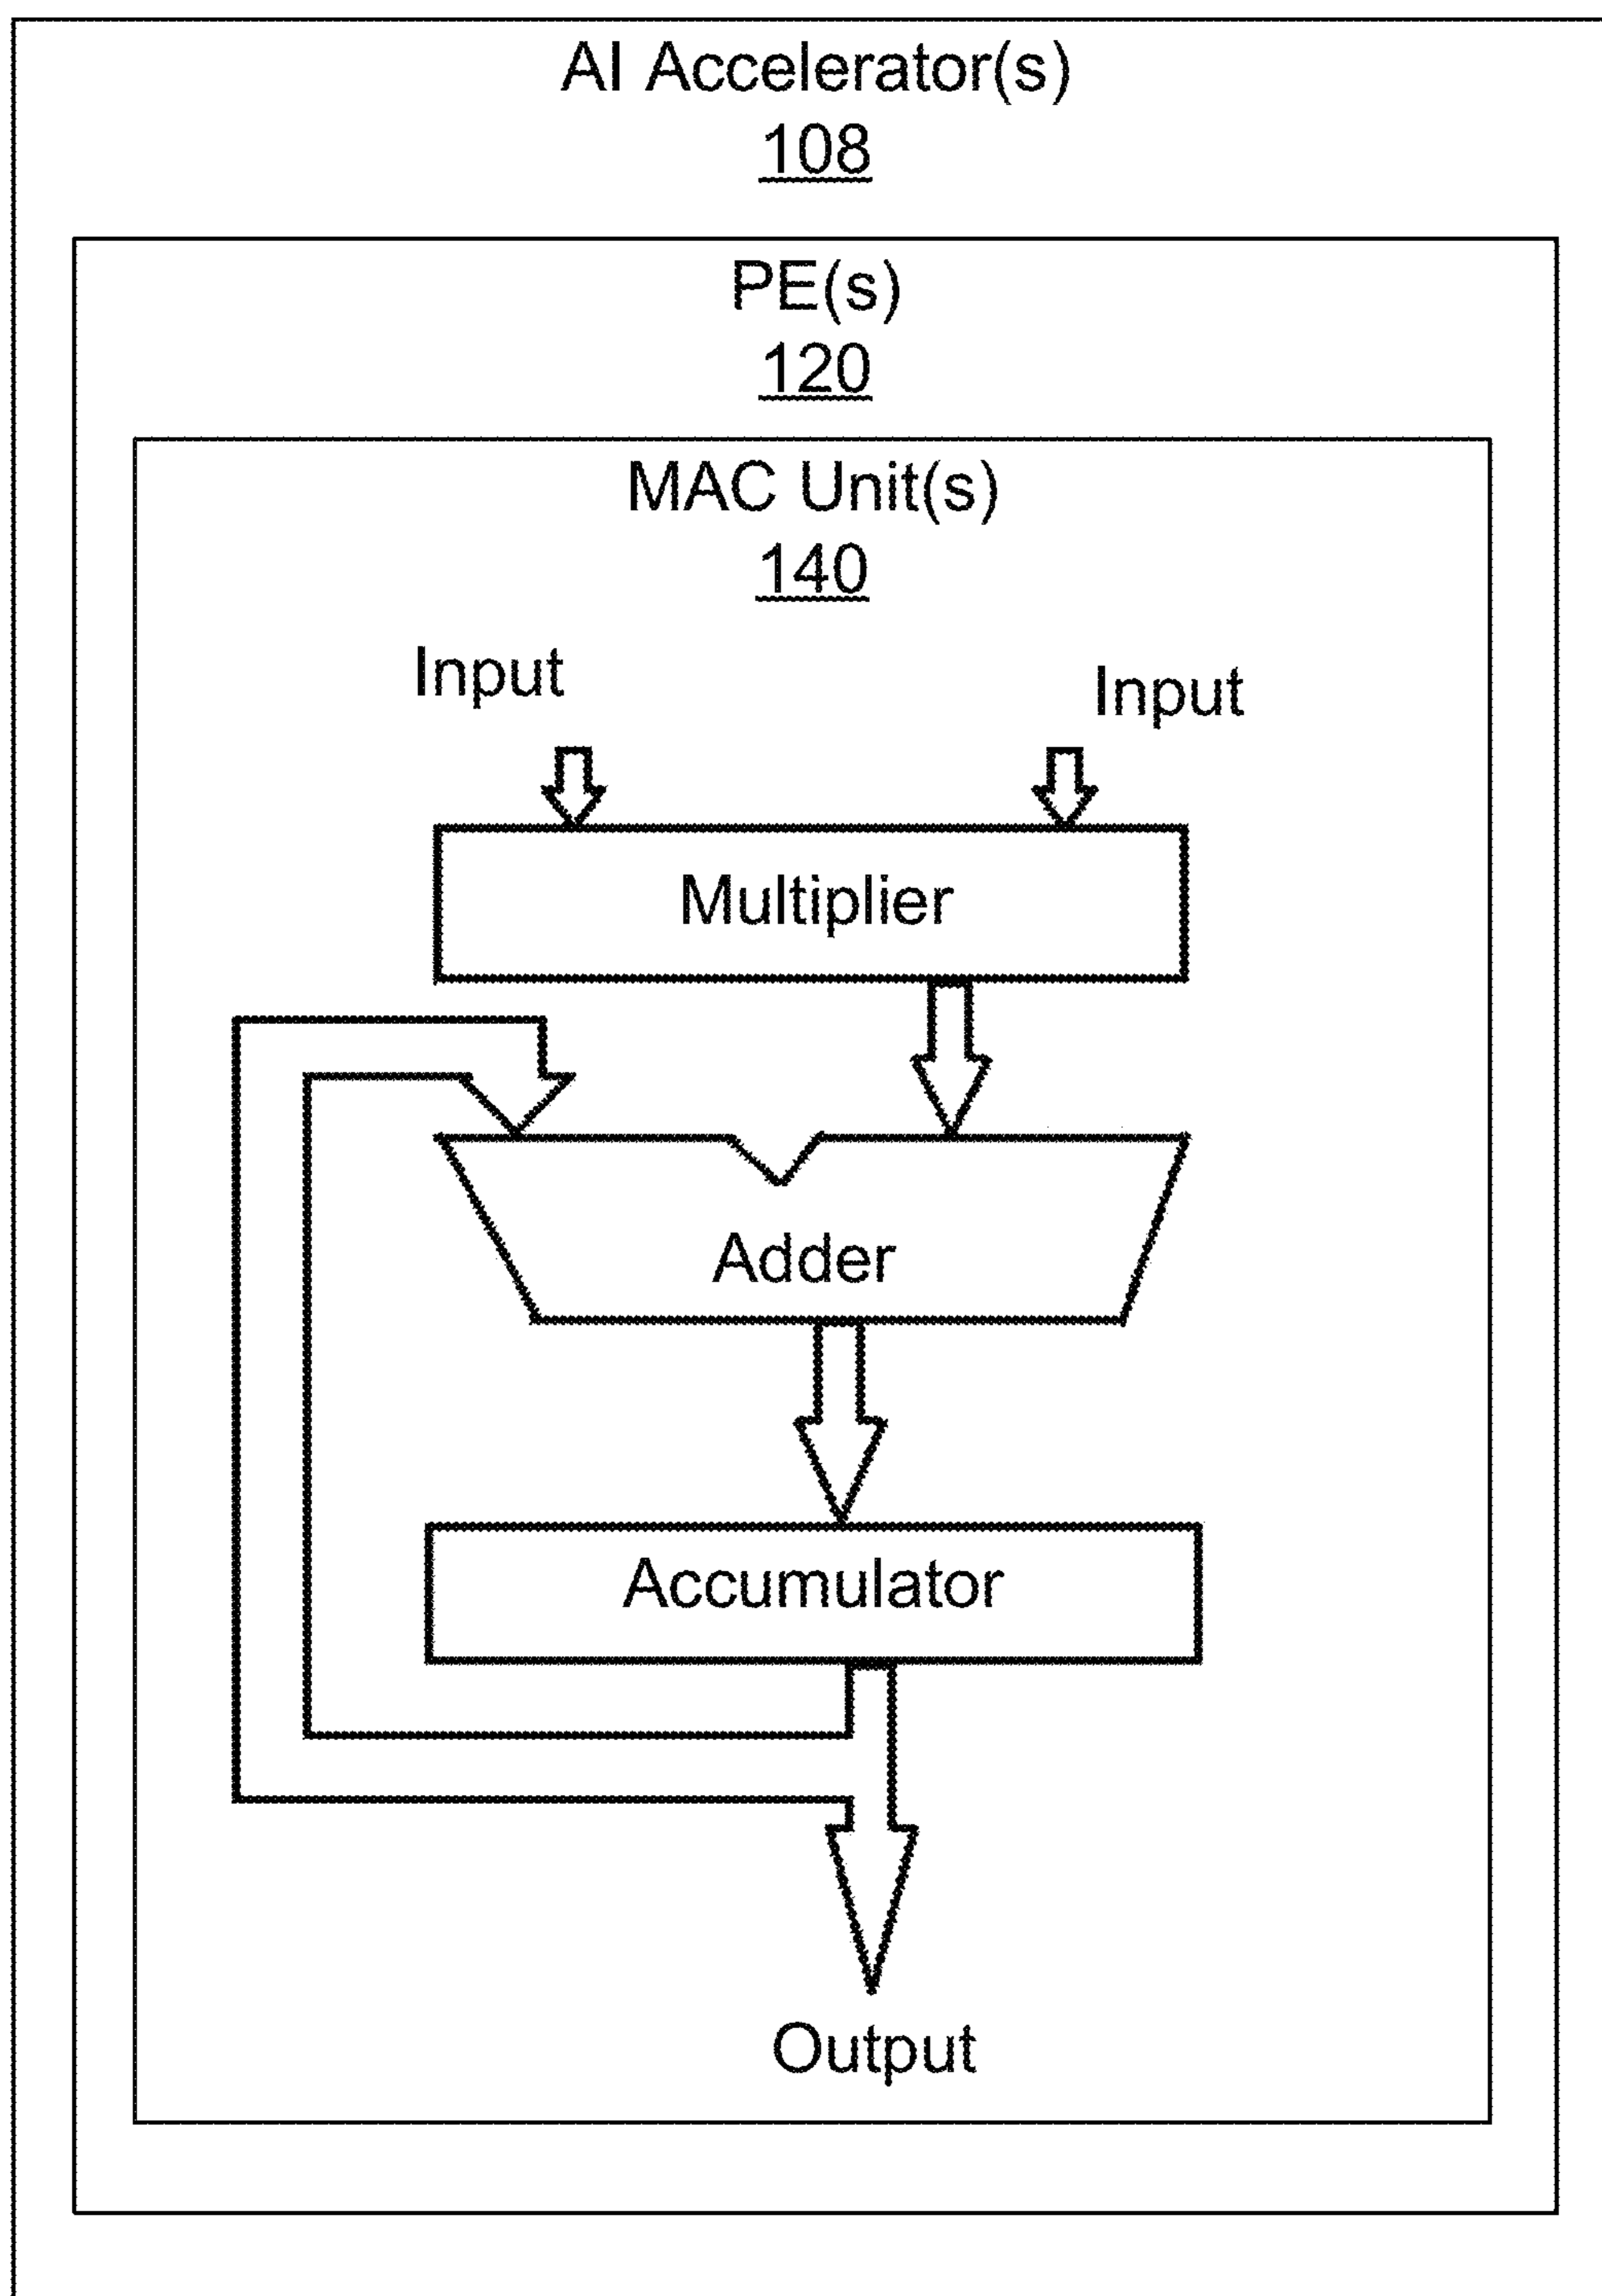 AI Accelerator(s)
108
PE(s)
120
MAC Unit(s)
140
Input
Input
Multiplier
Adder
Accumulator
Output